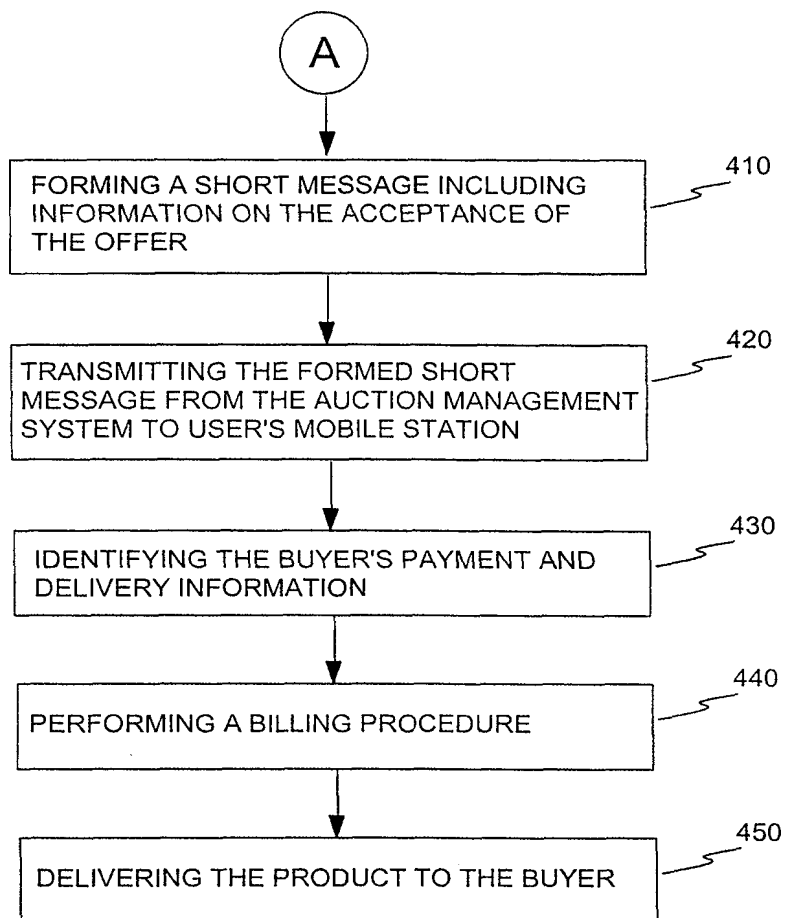 A
410
FORMING A SHORT MESSAGE INCLUDING
INFORMATION ON THE ACCEPTANCE OF
THE OFFER
420
TRANSMITTING THE FORMED SHORT
MESSAGE FROM THE AUCTION MANAGEMENT
SYSTEM TO USER'S MOBILE STATION
430
IDENTIFYING THE BUYER'S PAYMENT AND
DELIVERY INFORMATION
440
PERFORMING A BILLING PROCEDURE
450
DELIVERING THE PRODUCT TO THE BUYER